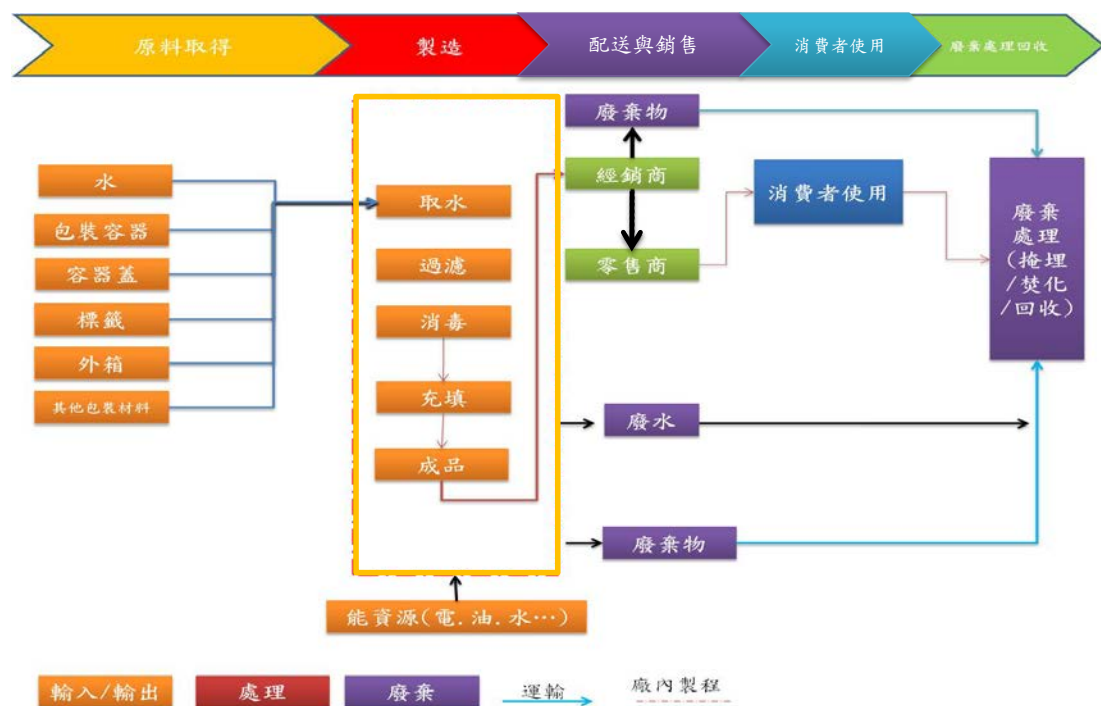 原料取得
製造
配送與銷售
消費者使用
廢棄處理回收
水
包裝容器
容器蓋
標籤
外箱
其他包裝材料
取水
過濾
消毒
充填
成品
能資源(電.油.水…)
廢棄物
經銷商
零售商
廢水
廢棄物
消費者使用
廢棄
處理
(掩埋
/焚化
/回收)
輸入/輸出
處理
廢棄
運輸
廠內製程